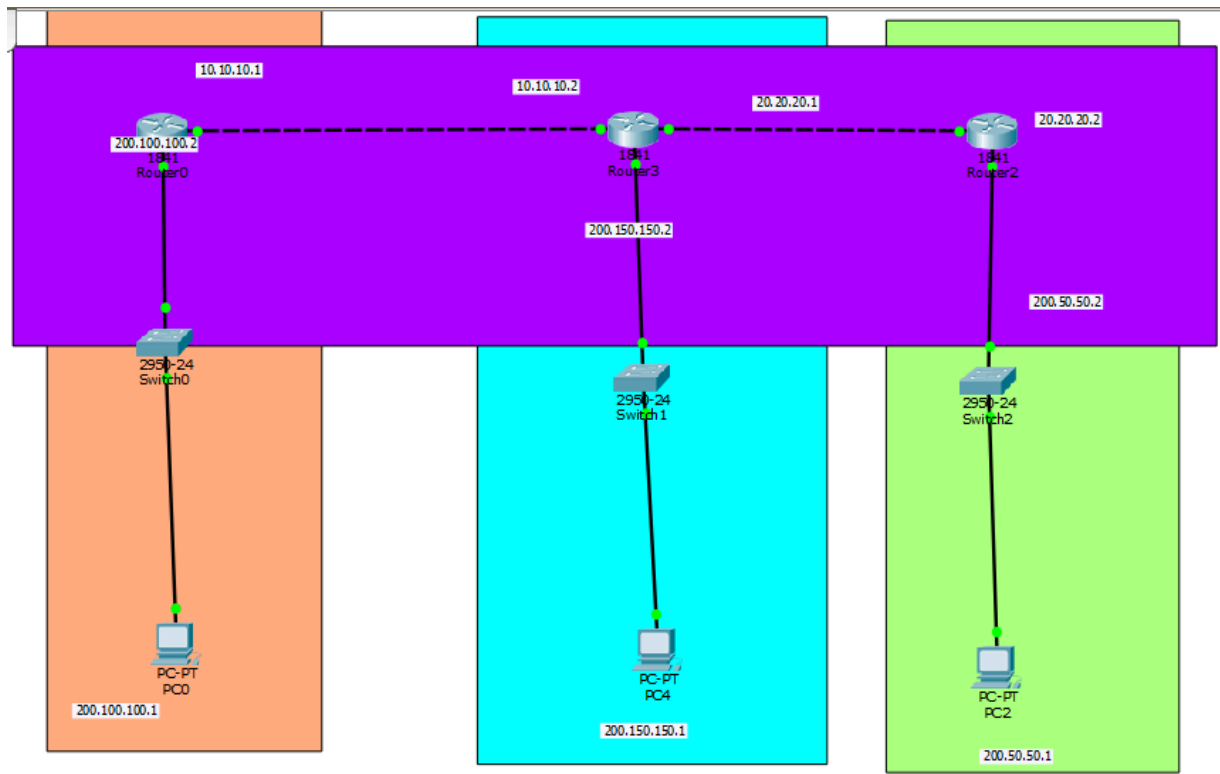 10.10.10.1
10.10.10.2
20.20.20.1
20.20.20.2
200.100.100.2
1841
Router0
1841
Router3
1841
Router2
200.150.150.2
200.50.50.2
2950-24
Switch0
2950-24
Switch1
2950-24
Switch2
PC-PT
PC0
PC-PT
PC4
PC-PT
PC2
200.100.100.1
200.150.150.1
200.50.50.1